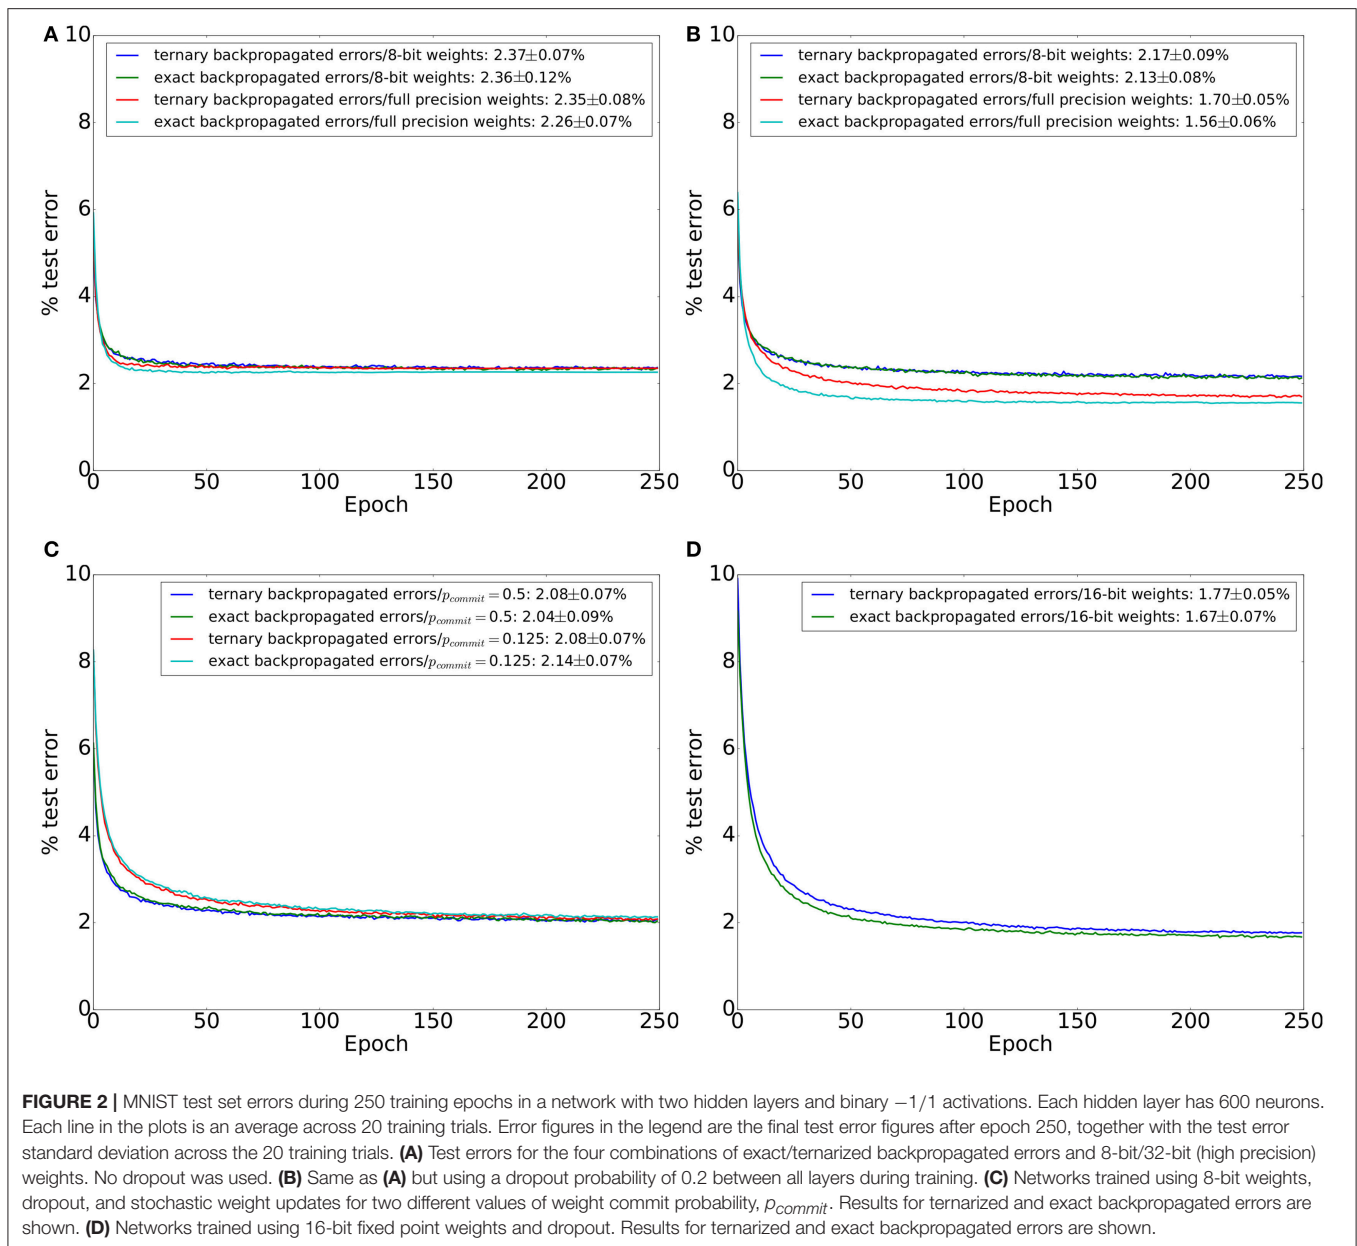 A
10
8
6
4
2
0
% test error
ternary backpropagated errors/8-bit weights: 2.37±0.07%
exact backpropagated errors/8-bit weights: 2.36±0.12%
ternary backpropagated errors/full precision weights: 2.35±0.08%
exact backpropagated errors/full precision weights: 2.26±0.07%
0 50 100 150 200 250
Epoch
B
10
8
6
4
2
0
% test error
ternary backpropagated errors/8-bit weights: 2.17±0.09%
exact backpropagated errors/8-bit weights: 2.13±0.08%
ternary backpropagated errors/full precision weights: 1.70±0.05%
exact backpropagated errors/full precision weights: 1.56±0.06%
0 50 100 150 200 250
Epoch
C
10
8
6
4
2
0
% test error
ternary backpropagated errors/p_commit = 0.5: 2.08±0.07%
exact backpropagated errors/p_commit = 0.5: 2.04±0.09%
ternary backpropagated errors/p_commit = 0.125: 2.08±0.07%
exact backpropagated errors/p_commit = 0.125: 2.14±0.07%
0 50 100 150 200 250
Epoch
D
10
8
6
4
2
0
% test error
ternary backpropagated errors/16-bit weights: 1.77±0.05%
exact backpropagated errors/16-bit weights: 1.67±0.07%
0 50 100 150 200 250
Epoch
FIGURE 2 | MNIST test set errors during 250 training epochs in a network with two hidden layers and binary −1/1 activations. Each hidden layer has 600 neurons.
Each line in the plots is an average across 20 training trials. Error figures in the legend are the final test error figures after epoch 250, together with the test error
standard deviation across the 20 training trials. (A) Test errors for the four combinations of exact/ternarized backpropagated errors and 8-bit/32-bit (high precision)
weights. No dropout was used. (B) Same as (A) but using a dropout probability of 0.2 between all layers during training. (C) Networks trained using 8-bit weights,
dropout, and stochastic weight updates for two different values of weight commit probability, p_commit. Results for ternarized and exact backpropagated errors are
shown. (D) Networks trained using 16-bit fixed point weights and dropout. Results for ternarized and exact backpropagated errors are shown.